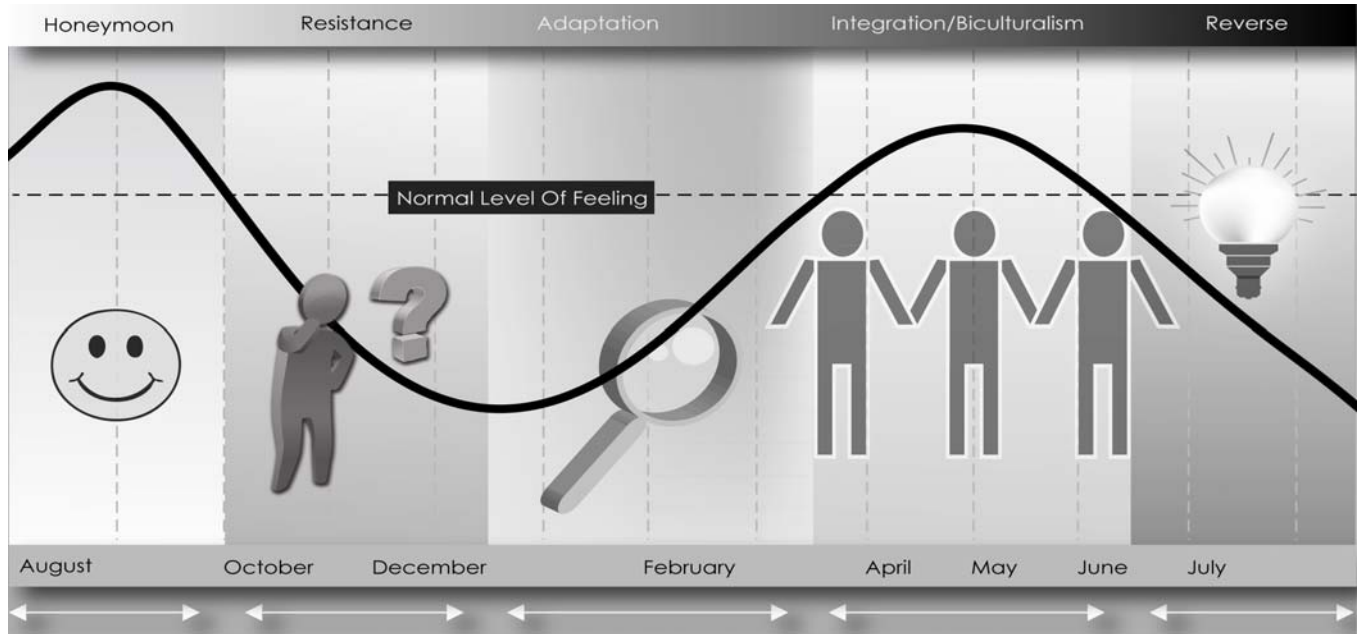 Honeymoon Resistance Adaptation Integration/Biculturalism Reverse
Normal Level Of Feeling
?
August October December February April May June July